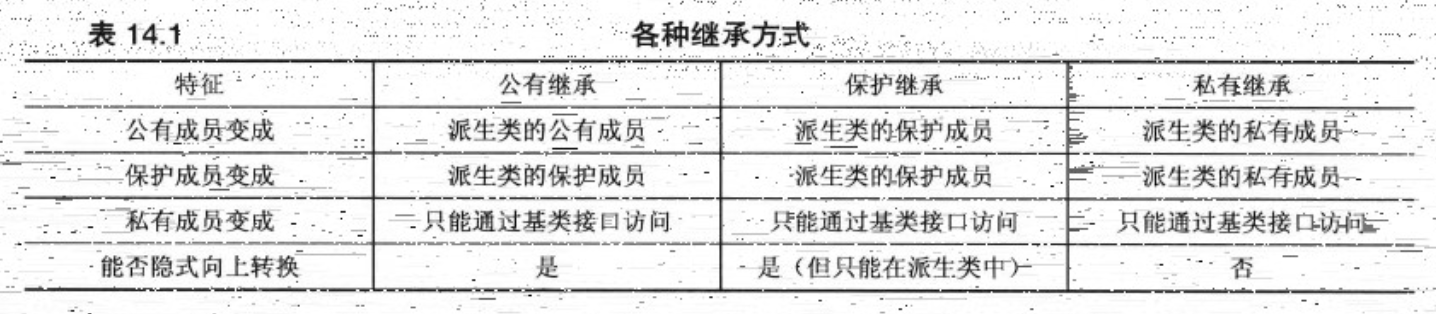 表 14.1 各种继承方式
特征 公有继承 保护继承 私有继承
公有成员变成 派生类的公有成员 派生类的保护成员 派生类的私有成员
保护成员变成 派生类的保护成员 派生类的保护成员 派生类的私有成员
私有成员变成 只能通过基类接口访问 只能通过基类接口访问 只能通过基类接口访问
能否隐式向上转换 是 是（但只能在派生类中） 否